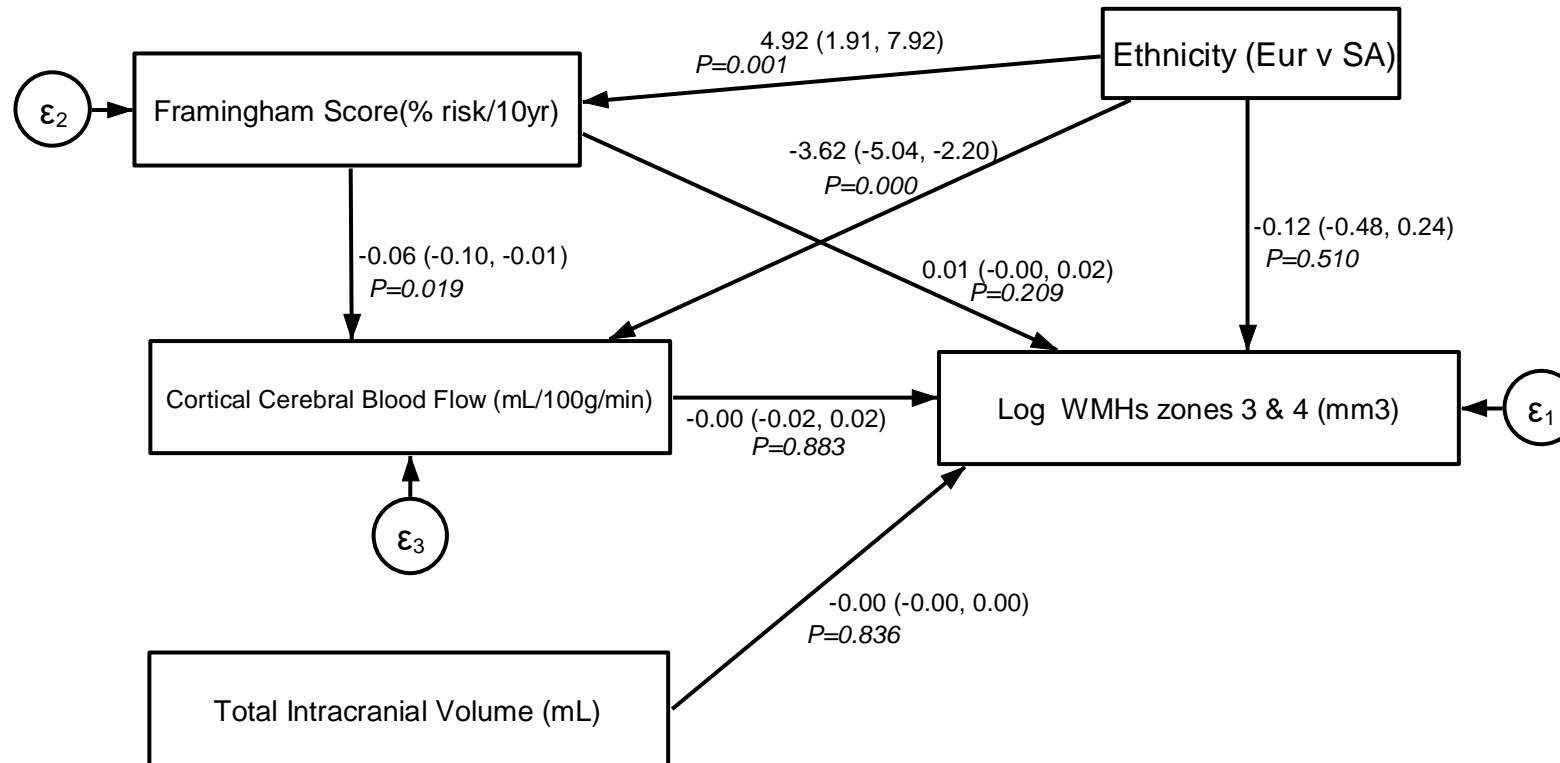 4.92 (1.91, 7.92)
P=0.001
Ethnicity (Eur v SA)
ε2
Framingham Score(% risk/10yr)
-3.62 (-5.04, -2.20)
P=0.000
-0.12 (-0.48, 0.24)
P=0.510
-0.06 (-0.10, -0.01)
P=0.019
0.01 (-0.00, 0.02)
P=0.209
Cortical Cerebral Blood Flow (mL/100g/min)
-0.00 (-0.02, 0.02)
P=0.883
Log  WMHs zones 3 & 4 (mm3)
ε1
ε3
-0.00 (-0.00, 0.00)
P=0.836
Total Intracranial Volume (mL)